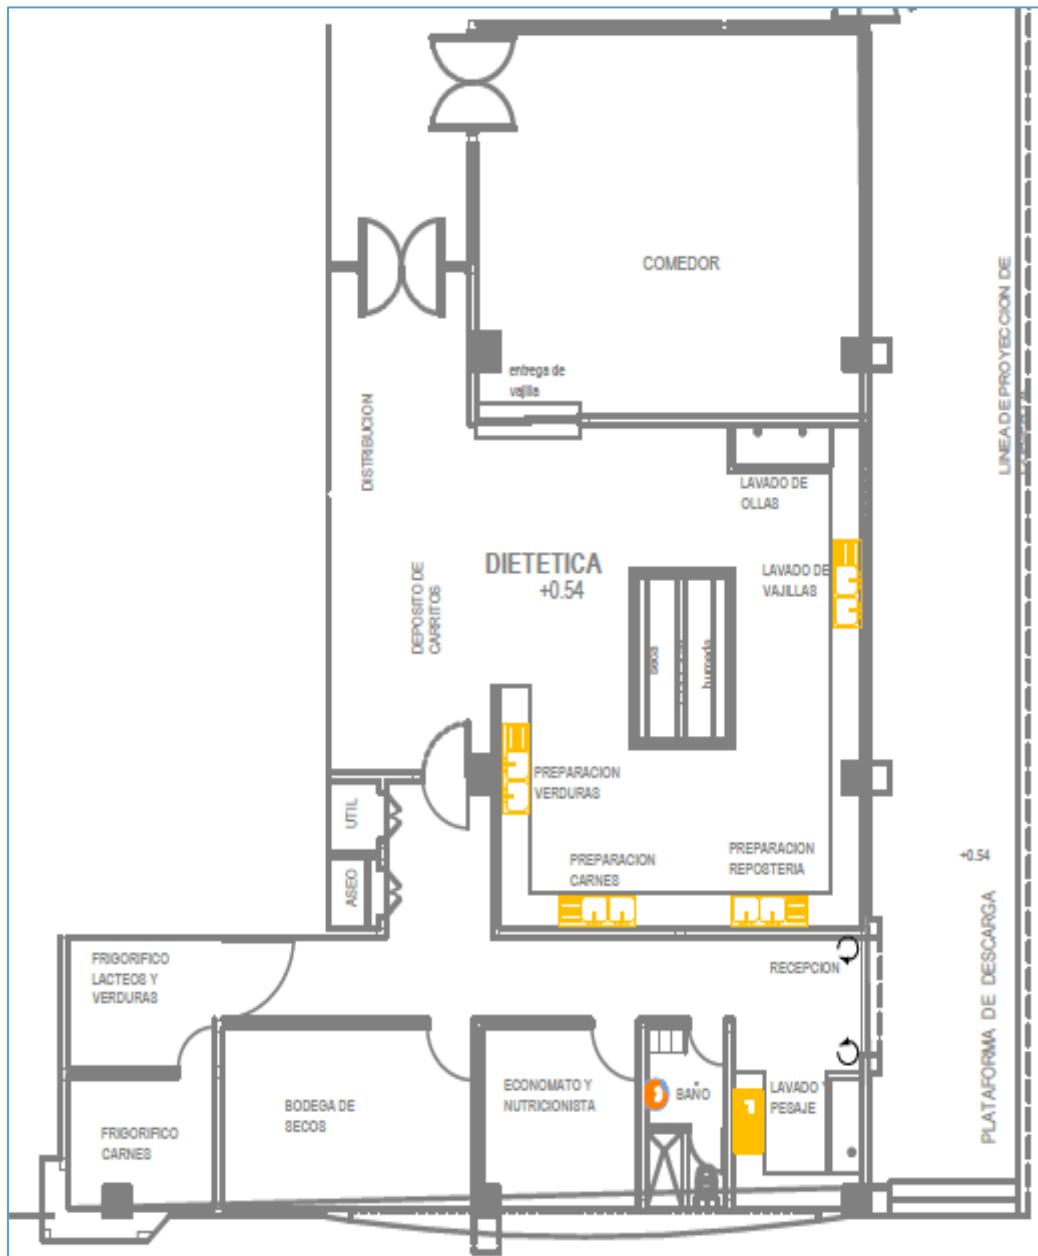 COMEDOR
LINEA DE PROYECCION DE
entrega de
vajilla
DISTRIBUCION
LAVADO DE
OLLAS
DIETETICA
+0.54
DEPOSITO DE
CARRITOS
LAVADO DE
VAJILLAS
seca
humeda
PREPARACION
VERDURAS
UTIL
ASEO
PREPARACION
CARNES
PREPARACION
REPOSTERIA
+0.54
PLATAFORMA DE DESCARGA
FRIGORIFICO
LACTEOS Y
VERDURAS
RECEPCION
BODEGA DE
SECOS
ECONOMATO Y
NUTRICIONISTA
BAÑO
LAVADO Y
PESAJE
FRIGORIFICO
CARNES